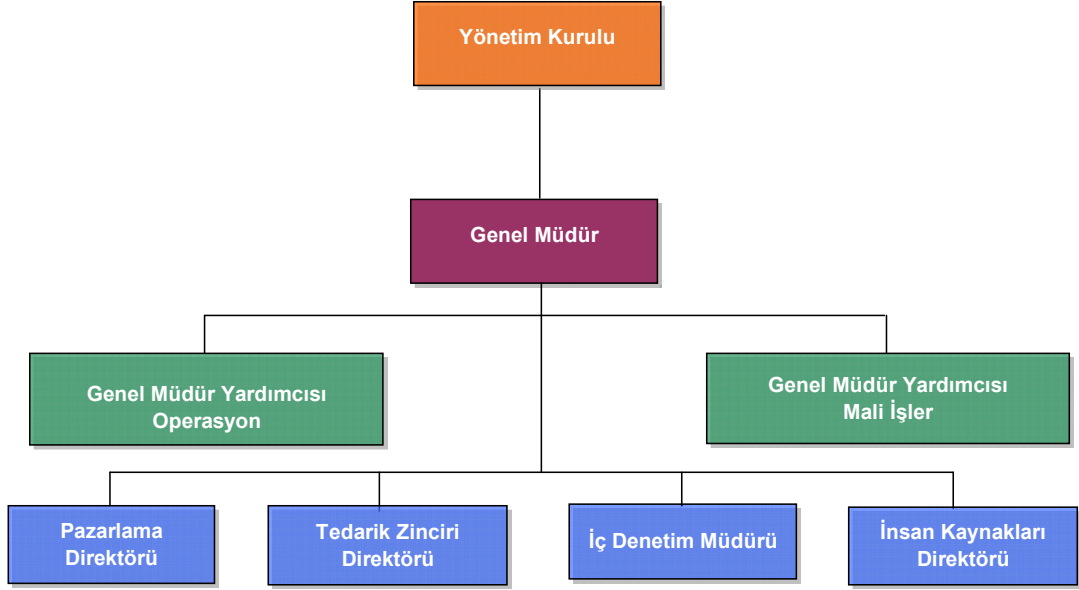 Yönetim Kurulu
Genel Müdür
Genel Müdür Yardımcısı
Operasyon
Genel Müdür Yardımcısı
Mali İşler
Pazarlama
Direktörü
Tedarik Zinciri
Direktörü
İç Denetim Müdürü
İnsan Kaynakları
Direktörü